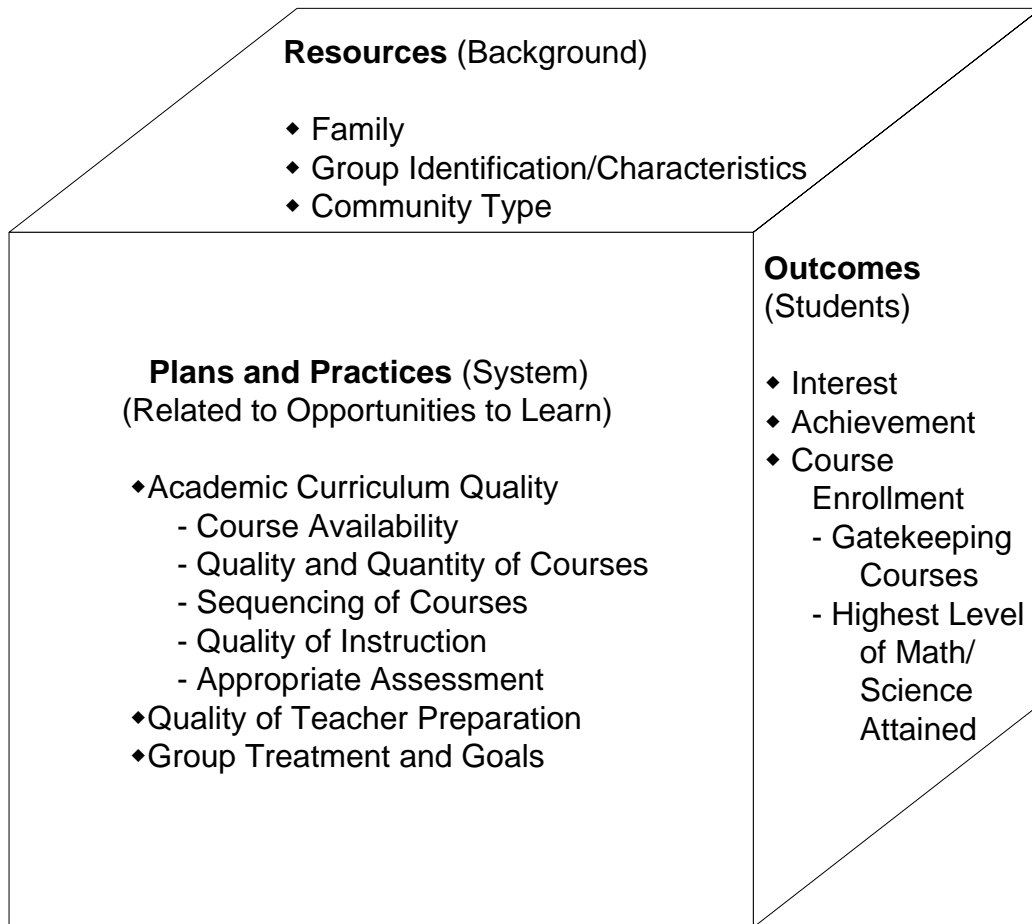 Resources (Background)
◆ Family
◆ Group Identification/Characteristics
◆ Community Type
Plans and Practices (System)
(Related to Opportunities to Learn)
◆Academic Curriculum Quality
- Course Availability
- Quality and Quantity of Courses
- Sequencing of Courses
- Quality of Instruction
- Appropriate Assessment
◆Quality of Teacher Preparation
◆Group Treatment and Goals
Outcomes
(Students)
◆ Interest
◆ Achievement
◆ Course
Enrollment
- Gatekeeping
Courses
- Highest Level
of Math/
Science
Attained